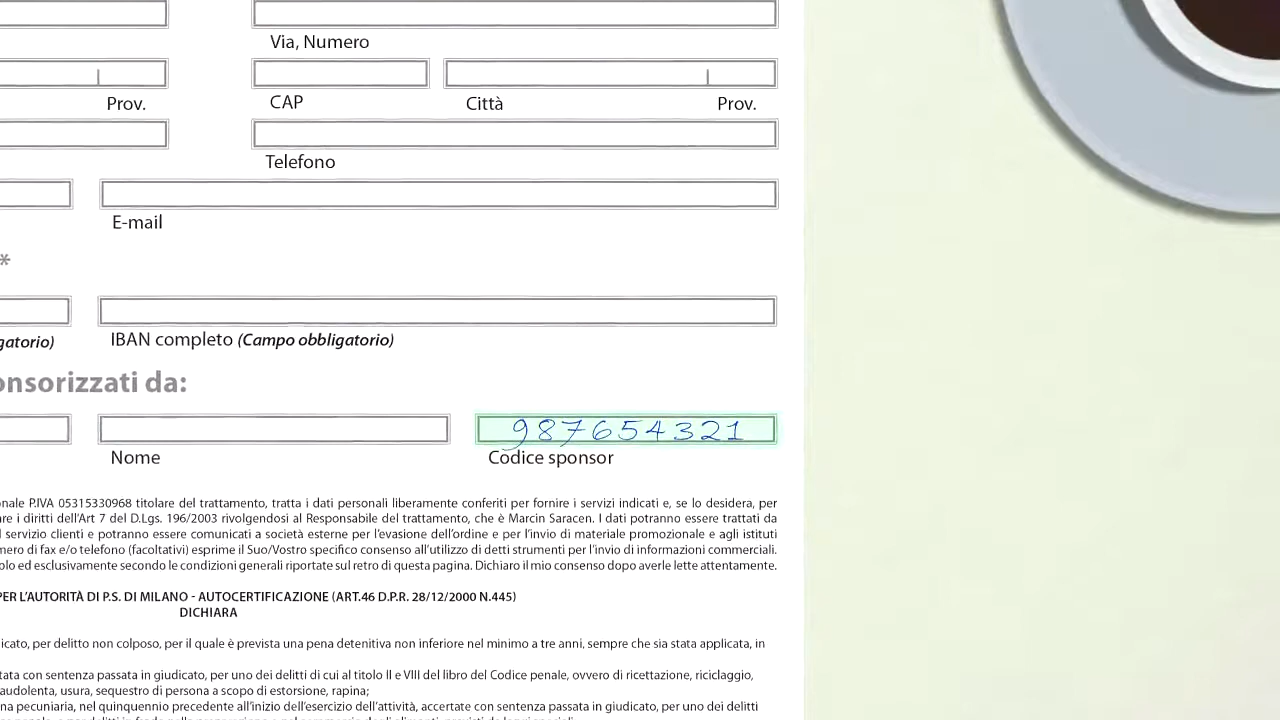 Via, Numero
Prov. CAP Città Prov.
Telefono
E-mail
*
gatorio) IBAN completo (Campo obbligatorio)
onsorizzati da:
987654321
Nome Codice sponsor
onale P.IVA 05315330968 titolare del trattamento, tratta i dati personali liberamente conferiti per fornire i servizi indicati e, se lo desidera, per
are i diritti dell'Art 7 del D.Lgs. 196/2003 rivolgendosi al Responsabile del trattamento, che è Marcin Saracen. I dati potranno essere trattati da
l servizio clienti e potranno essere comunicati a società esterne per l'evasione dell'ordine e per l'invio di materiale promozionale e agli istituti
mero di fax e/o telefono (facoltativi) esprime il Suo/Vostro specifico consenso all'utilizzo di detti strumenti per l'invio di informazioni commerciali.
olo ed esclusivamente secondo le condizioni generali riportate sul retro di questa pagina. Dichiaro il mio consenso dopo averle lette attentamente.
PER L'AUTORITÀ DI P.S. DI MILANO - AUTOCERTIFICAZIONE (ART.46 D.P.R. 28/12/2000 N.445)
DICHIARA
icato, per delitto non colposo, per il quale è prevista una pena detentiva non inferiore nel minimo a tre anni, sempre che sia stata applicata, in
tata con sentenza passata in giudicato, per uno dei delitti di cui al titolo II e VIII del libro del Codice penale, ovvero di ricettazione, riciclaggio,
audolenta, usura, sequestro di persona a scopo di estorsione, rapina;
na pecuniaria, nel quinquennio precedente all'inizio dell'esercizio dell'attività, accertate con sentenza passata in giudicato, per uno dei delitti